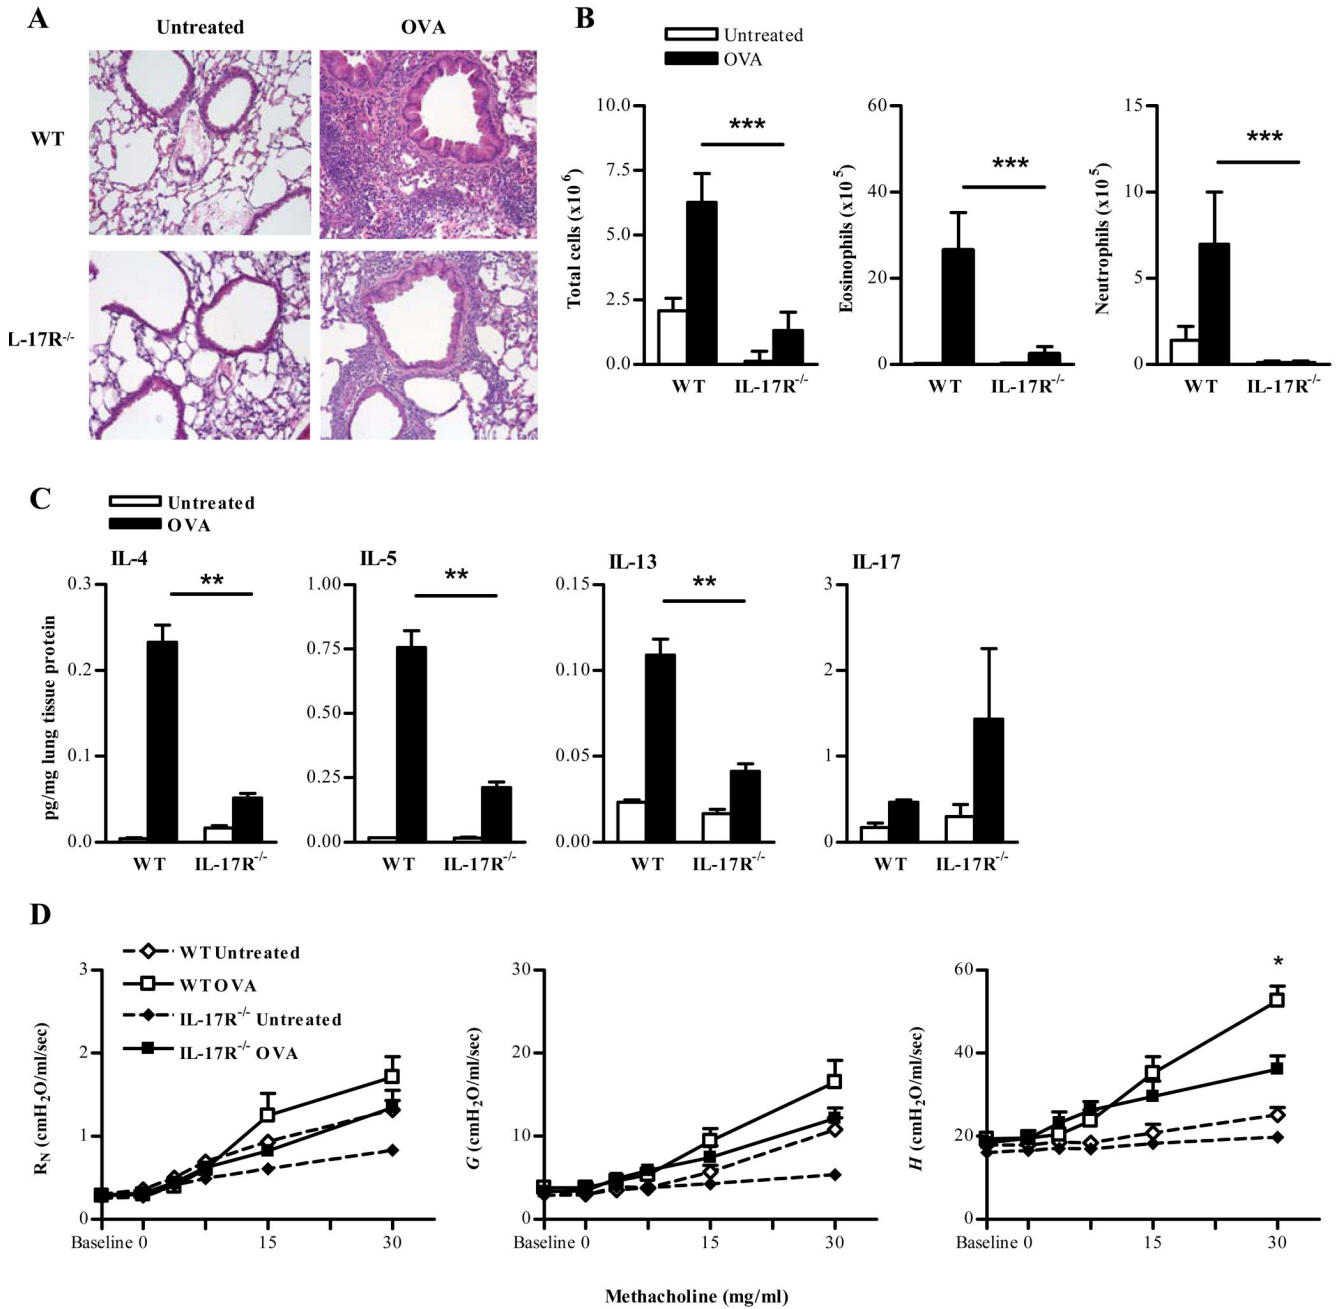 A
Untreated
OVA
WT
L-17R-/-
B
Untreated
OVA
Total cells (x10^6)
10.0
7.5
5.0
2.5
0.0
***
WT
IL-17R-/-
Eosinophils (x10^5)
60
40
20
0
***
WT
IL-17R-/-
Neutrophils (x10^5)
15
10
5
0
***
WT
IL-17R-/-
C
Untreated
OVA
pg/mg lung tissue protein
IL-4
0.3
0.2
0.1
0.0
**
WT
IL-17R-/-
IL-5
1.00
0.75
0.50
0.25
0.00
**
WT
IL-17R-/-
IL-13
0.15
0.10
0.05
0.00
**
WT
IL-17R-/-
IL-17
3
2
1
0
WT
IL-17R-/-
D
WT Untreated
WT OVA
IL-17R-/- Untreated
IL-17R-/- OVA
RN (cmH2O/ml/sec)
3
2
1
0
Baseline 0
15
30
G (cmH2O/ml/sec)
30
20
10
0
Baseline 0
15
30
H (cmH2O/ml/sec)
60
40
20
0
*
Baseline 0
15
30
Methacholine (mg/ml)